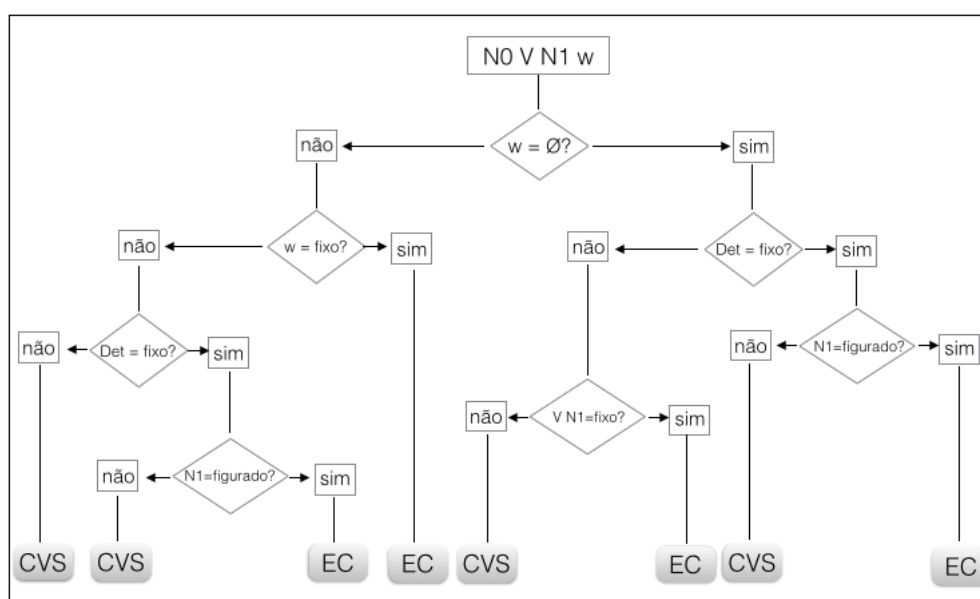 N0 V N1 w
não
w = Ø?
sim
não
w = fixo?
sim
não
Det = fixo?
sim
não
Det = fixo?
sim
não
N1=figurado?
sim
não
V N1=fixo?
sim
não
N1=figurado?
sim
CVS
CVS
EC
EC
CVS
EC
CVS
EC